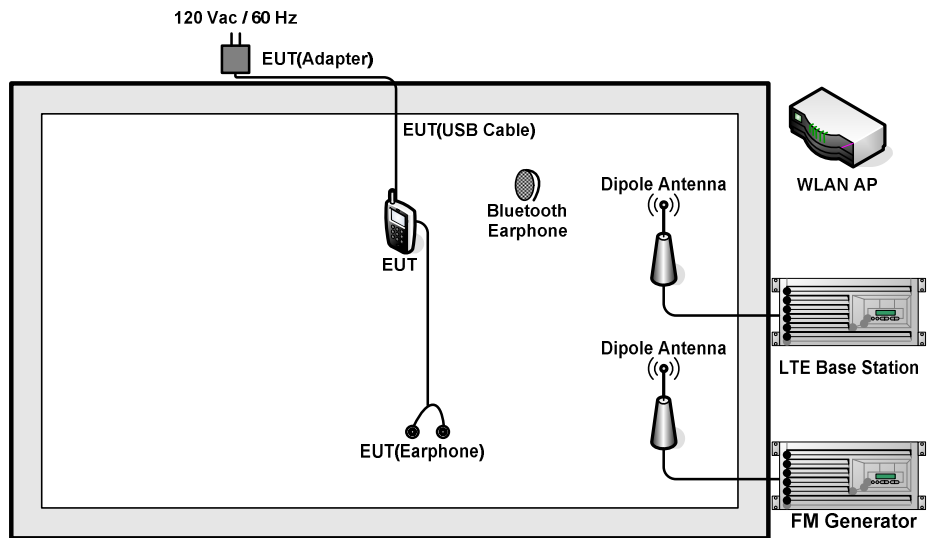 120 Vac / 60 Hz
EUT(Adapter)
EUT(USB Cable)
WLAN AP
Dipole Antenna
Bluetooth
Earphone
EUT
LTE Base Station
Dipole Antenna
EUT(Earphone)
FM Generator